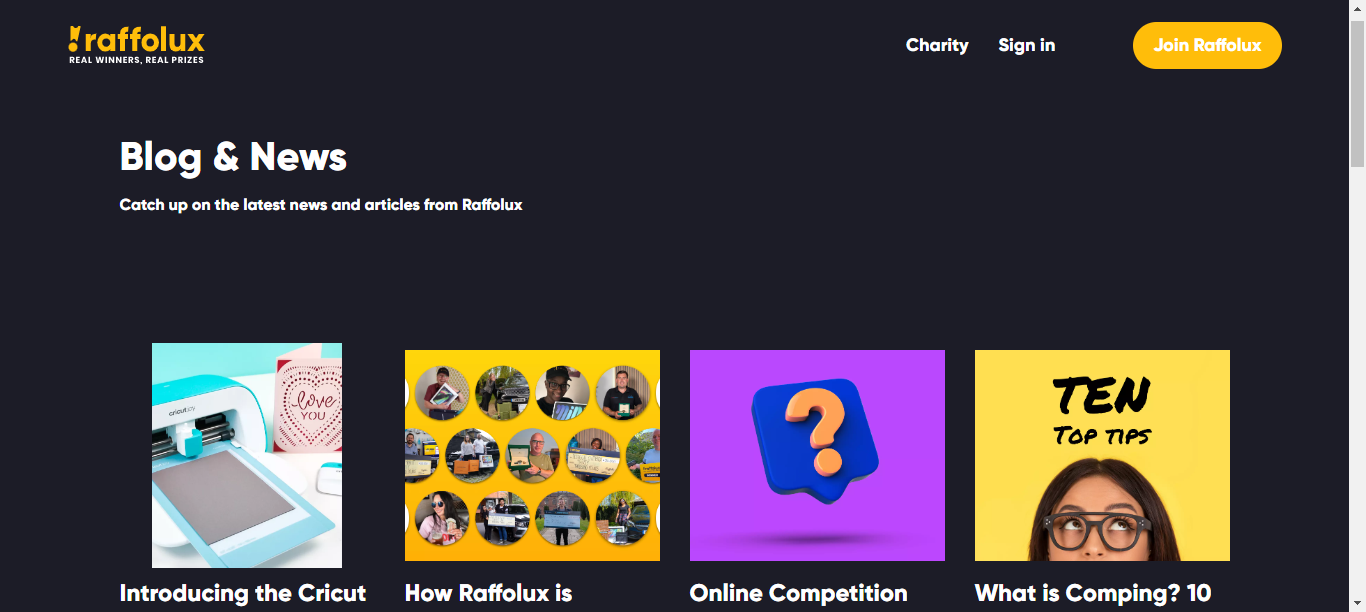 raffolux
REAL WINNERS, REAL PRIZES
Charity
Sign in
Join Raffolux
Blog & News
Catch up on the latest news and articles from Raffolux
cricut joy
love
YOU
?
TEN
TOP TIPS
Introducing the Cricut
How Raffolux is
Online Competition
What is Comping? 10